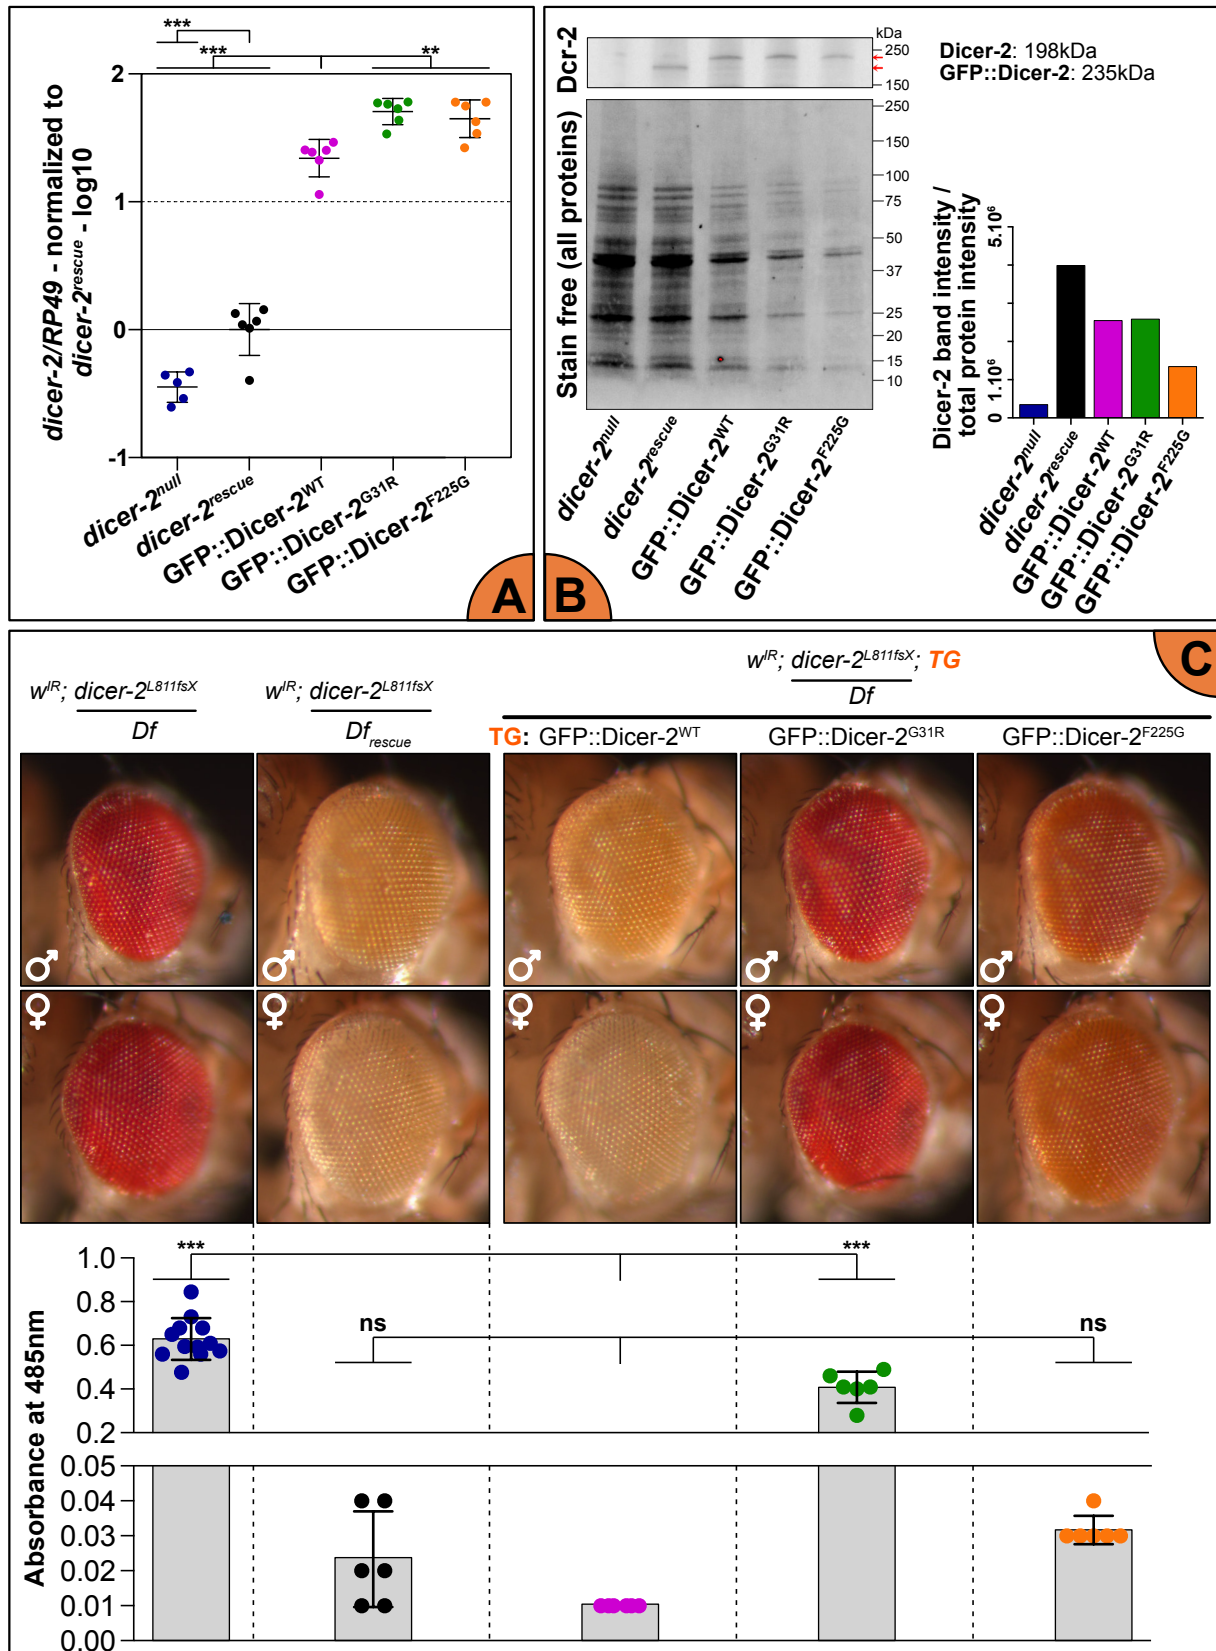 ***
***
**
dicer-2/RP49 - normalized to
dicer-2rescue - log10
2
1
0
-1
dicer-2null
dicer-2rescue
GFP::Dicer-2WT
GFP::Dicer-2G31R
GFP::Dicer-2F225G
A
Dcr-2
kDa
250
150
Stain free (all proteins)
250
150
100
75
50
37
25
20
15
10
dicer-2null
dicer-2rescue
GFP::Dicer-2WT
GFP::Dicer-2G31R
GFP::Dicer-2F225G
Dicer-2: 198kDa
GFP::Dicer-2: 235kDa
Dicer-2 band intensity /
total protein intensity
5.10⁶
1.10⁶
0
dicer-2null
dicer-2rescue
GFP::Dicer-2WT
GFP::Dicer-2G31R
GFP::Dicer-2F225G
B
C
wIR; dicer-2L811fsX
Df
wIR; dicer-2L811fsX
Dfrescue
wIR; dicer-2L811fsX; TG
Df
TG: GFP::Dicer-2WT
GFP::Dicer-2G31R
GFP::Dicer-2F225G
♂ ♂ ♂ ♂ ♂
♀ ♀ ♀ ♀ ♀
Absorbance at 485nm
1.0
0.8
0.6
0.4
0.2
0.05
0.04
0.03
0.02
0.01
0.00
***
***
ns
ns